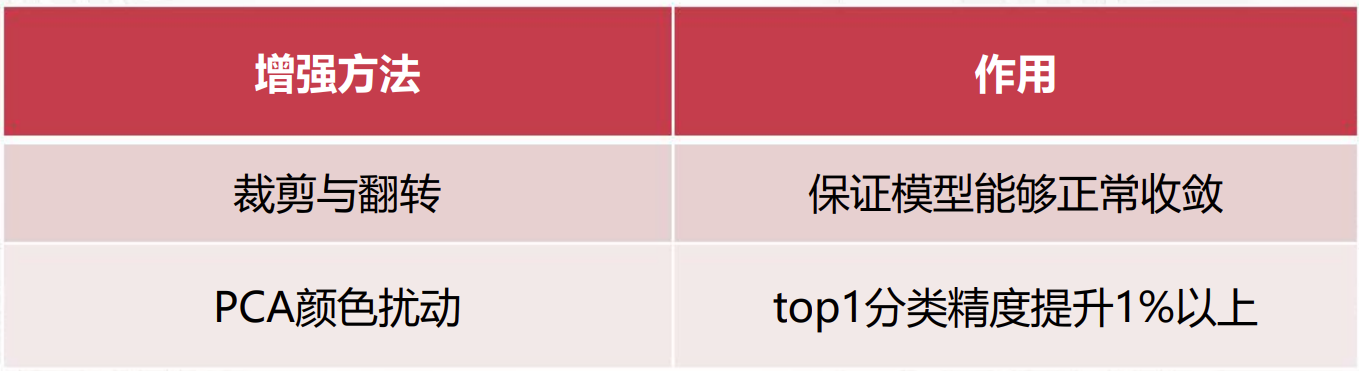 增强方法
作用
裁剪与翻转
保证模型能够正常收敛
PCA颜色扰动
top1分类精度提升1%以上